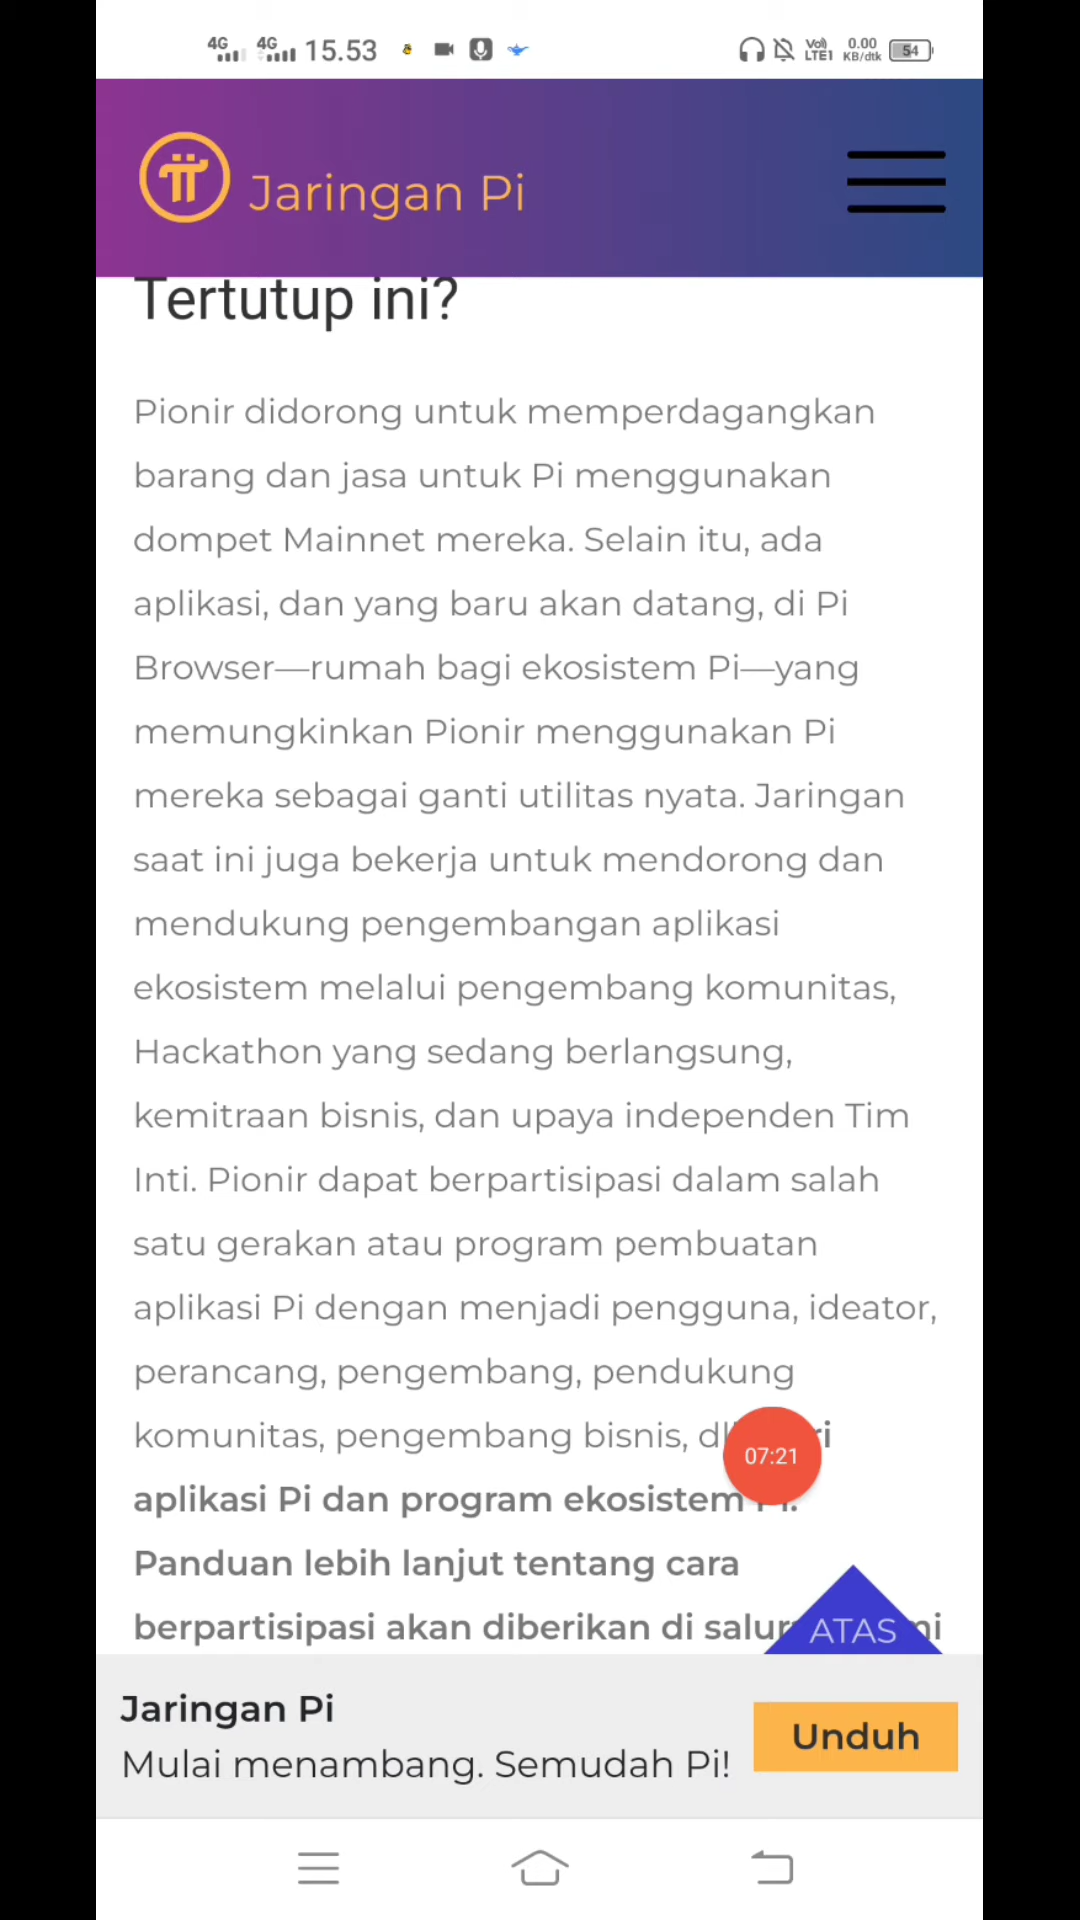 4G 4G 15.53 VoJ) LTE1 0.00 KB/dtk 54
Jaringan Pi
Tertutup ini?
Pionir didorong untuk memperdagangkan
barang dan jasa untuk Pi menggunakan
dompet Mainnet mereka. Selain itu, ada
aplikasi, dan yang baru akan datang, di Pi
Browser—rumah bagi ekosistem Pi—yang
memungkinkan Pionir menggunakan Pi
mereka sebagai ganti utilitas nyata. Jaringan
saat ini juga bekerja untuk mendorong dan
mendukung pengembangan aplikasi
ekosistem melalui pengembang komunitas,
Hackathon yang sedang berlangsung,
kemitraan bisnis, dan upaya independen Tim
Inti. Pionir dapat berpartisipasi dalam salah
satu gerakan atau program pembuatan
aplikasi Pi dengan menjadi pengguna, ideator,
perancang, pengembang, pendukung
komunitas, pengembang bisnis,
07:21
aplikasi Pi dan program ekosistem
Panduan lebih lanjut tentang cara
berpartisipasi akan diberikan di
ATAS
Jaringan Pi
Mulai menambang. Semudah Pi!
Unduh